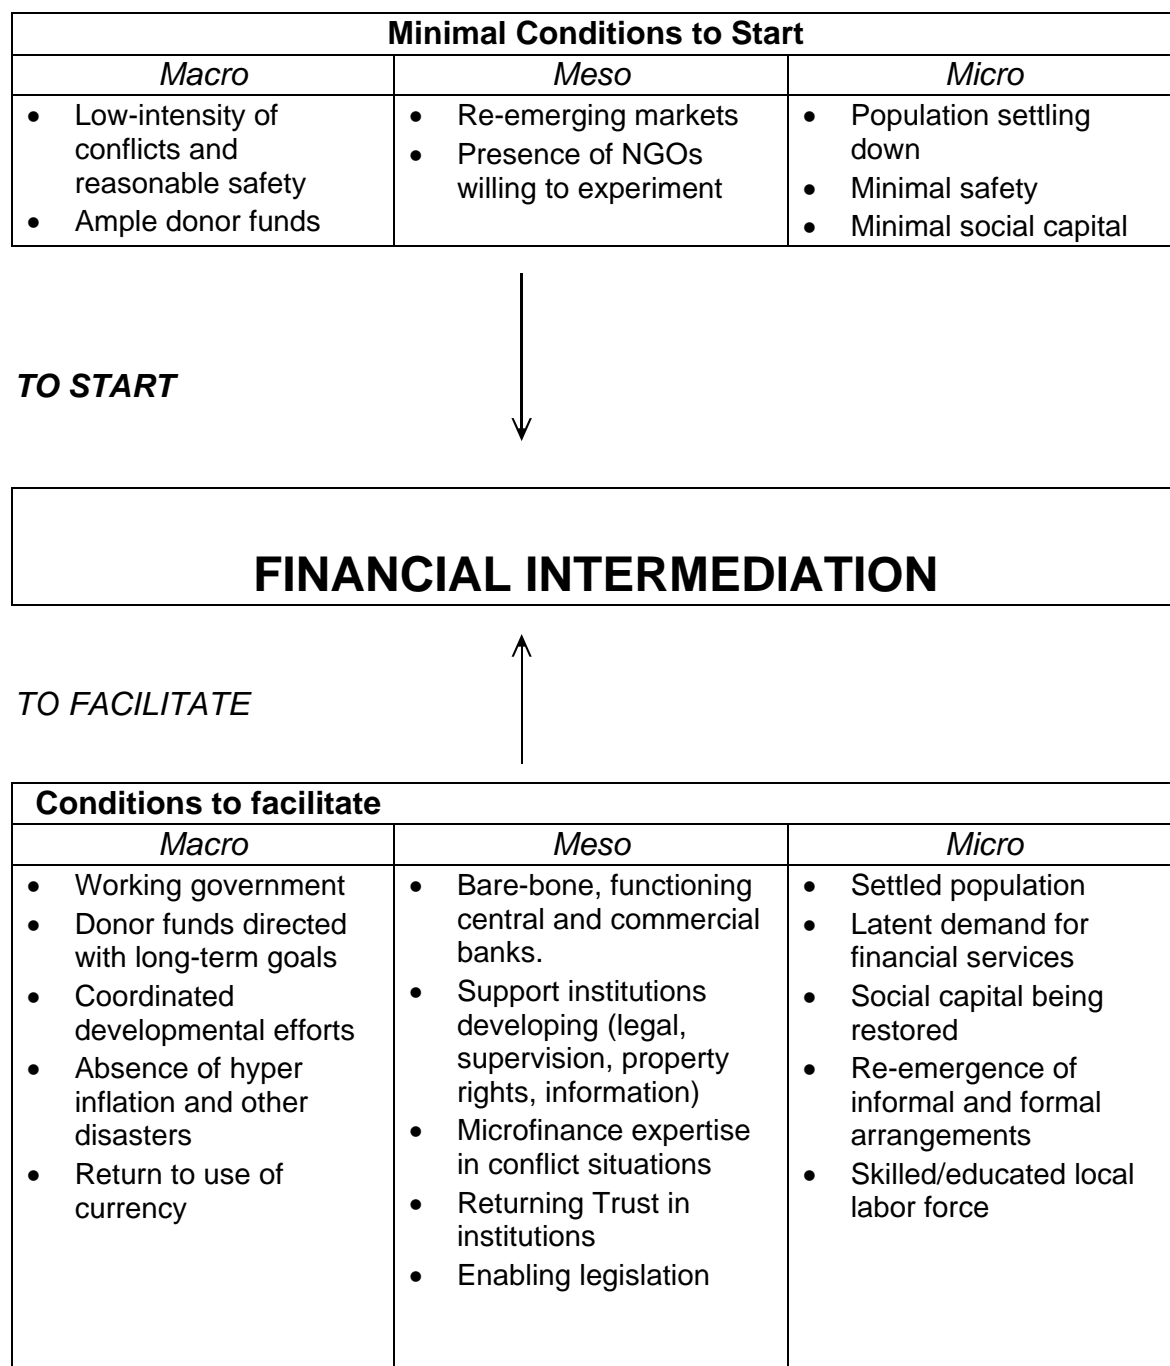 Minimal Conditions to Start
Macro
Meso
Micro
• Low-intensity of
conflicts and
reasonable safety
• Ample donor funds
• Re-emerging markets
• Presence of NGOs
willing to experiment
• Population settling
down
• Minimal safety
• Minimal social capital
TO START
FINANCIAL INTERMEDIATION
TO FACILITATE
Conditions to facilitate
Macro
Meso
Micro
• Working government
• Donor funds directed
with long-term goals
• Coordinated
developmental efforts
• Absence of hyper
inflation and other
disasters
• Return to use of
currency
• Bare-bone, functioning
central and commercial
banks.
• Support institutions
developing (legal,
supervision, property
rights, information)
• Microfinance expertise
in conflict situations
• Returning Trust in
institutions
• Enabling legislation
• Settled population
• Latent demand for
financial services
• Social capital being
restored
• Re-emergence of
informal and formal
arrangements
• Skilled/educated local
labor force